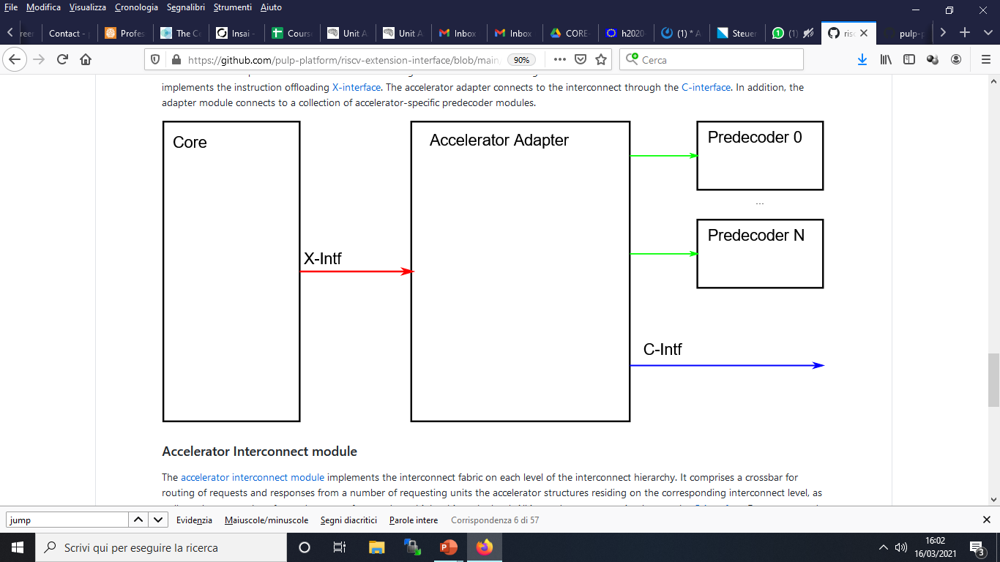 File Modifica Visualizza Cronologia Segnalibri Strumenti Aiuto
Contact - Profes The Ce Insai - Course Unit A Unit A Inbox Inbox CORE- h2020- (1) * A Steuer (1) risc pulp-p
https://github.com/pulp-platform/riscv-extension-interface/blob/main 90% Cerca
implements the instruction offloading X-interface. The accelerator adapter connects to the interconnect through the C-interface. In addition, the
adapter module connects to a collection of accelerator-specific predecoder modules.
Core
Accelerator Adapter
Predecoder 0
...
Predecoder N
X-Intf
C-Intf
Accelerator Interconnect module
The accelerator interconnect module implements the interconnect fabric on each level of the interconnect hierarchy. It comprises a crossbar for
routing of requests and responses from a number of requesting units the accelerator structures residing on the corresponding interconnect level, as
jump Evidenzia Maiuscole/minuscole Segni diacritici Parole intere Corrispondenza 6 di 57
Scrivi qui per eseguire la ricerca
16:02
16/03/2021
3